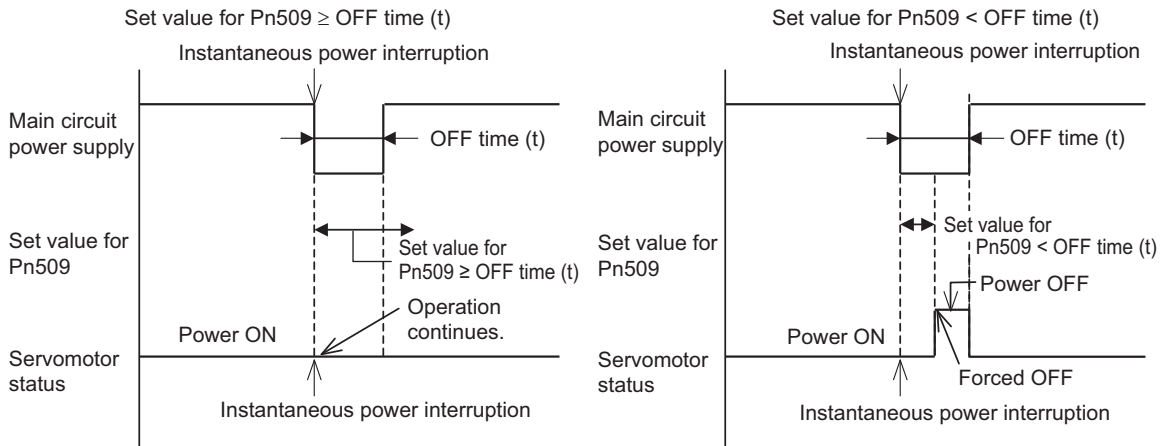 Set value for Pn509 ≥ OFF time (t)
Instantaneous power interruption
Main circuit
power supply
OFF time (t)
Set value for
Pn509
Set value for
Pn509 ≥ OFF time (t)
Operation
continues.
Power ON
Servomotor
status
Instantaneous power interruption
Set value for Pn509 < OFF time (t)
Instantaneous power interruption
Main circuit
power supply
OFF time (t)
Set value for
Pn509
Set value for
Pn509 < OFF time (t)
Power OFF
Power ON
Servomotor
status
Forced OFF
Instantaneous power interruption